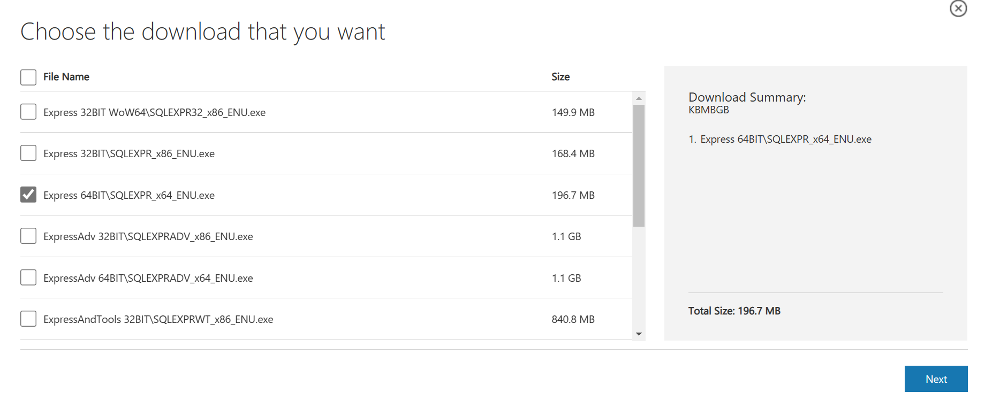 Choose the download that you want
File Name Size
Express 32BIT WoW64\SQLEXPR32_x86_ENU.exe 149.9 MB
Express 32BIT\SQLEXPR_x86_ENU.exe 168.4 MB
Express 64BIT\SQLEXPR_x64_ENU.exe 196.7 MB
ExpressAdv 32BIT\SQLEXPRADV_x86_ENU.exe 1.1 GB
ExpressAdv 64BIT\SQLEXPRADV_x64_ENU.exe 1.1 GB
ExpressAndTools 32BIT\SQLEXPRWT_x86_ENU.exe 840.8 MB
Download Summary:
KBMBGB
1. Express 64BIT\SQLEXPR_x64_ENU.exe
Total Size: 196.7 MB
Next